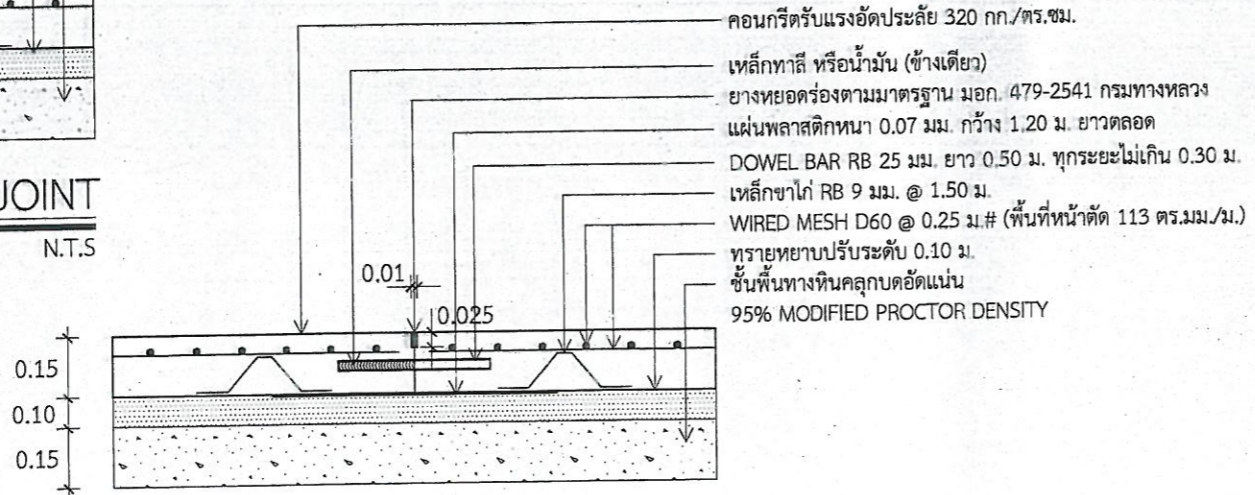 คอนกรีตรับแรงอัดประลัย 320 กก./ตร.ซม.
เหล็กทาสี หรือน้ำมัน (ข้างเดียว)
ยางหยอดร่องตามมาตรฐาน มอก. 479-2541 กรมทางหลวง
แผ่นพลาสติกหนา 0.07 มม. กว้าง 1.20 ม. ยาวตลอด
DOWEL BAR RB 25 มม. ยาว 0.50 ม. ทุกระยะไม่เกิน 0.30 ม.
เหล็กขาไก่ RB 9 มม. @ 1.50 ม.
WIRED MESH D60 @ 0.25 ม.# (พื้นที่หน้าตัด 113 ตร.มม./ม.)
ทรายหยาบปรับระดับ 0.10 ม.
ชั้นพื้นทางหินคลุกบดอัดแน่น
95% MODIFIED PROCTOR DENSITY
JOINT
N.T.S
0.01
0.025
0.15
0.10
0.15